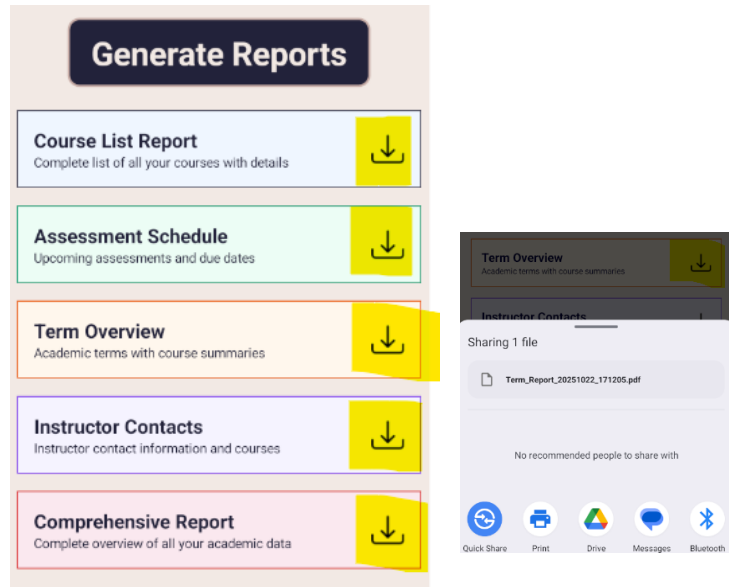 Generate Reports
Course List Report
Complete list of all your courses with details
Assessment Schedule
Upcoming assessments and due dates
Term Overview
Academic terms with course summaries
Instructor Contacts
Instructor contact information and courses
Comprehensive Report
Complete overview of all your academic data
Term Overview
Academic terms with course summaries
Instructor Contacts
Sharing 1 file
Term_Report_20251022_171205.pdf
No recommended people to share with
Quick Share Print Drive Messages Bluetooth